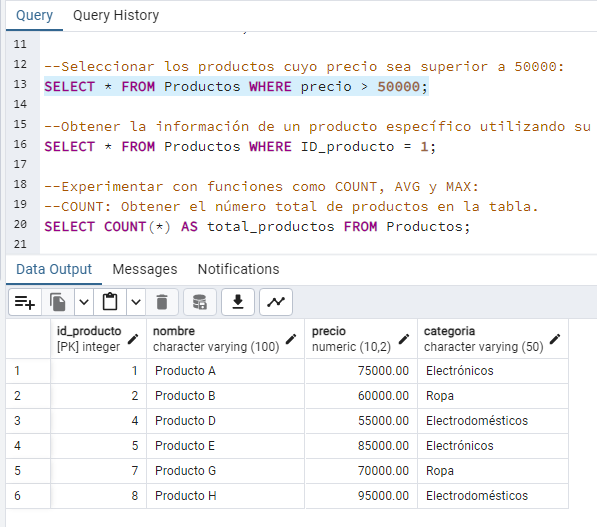 Query Query History
11
12 --Seleccionar los productos cuyo precio sea superior a 50000:
13 SELECT * FROM Productos WHERE precio > 50000;
14
15 --Obtener la información de un producto específico utilizando su
16 SELECT * FROM Productos WHERE ID_producto = 1;
17
18 --Experimentar con funciones como COUNT, AVG y MAX:
19 --COUNT: Obtener el número total de productos en la tabla.
20 SELECT COUNT(*) AS total_productos FROM Productos;
21
Data Output Messages Notifications
id_producto nombre precio categoria
[PK] integer character varying (100) numeric (10,2) character varying (50)
1 1 Producto A 75000.00 Electrónicos
2 2 Producto B 60000.00 Ropa
3 4 Producto D 55000.00 Electrodomésticos
4 5 Producto E 85000.00 Electrónicos
5 7 Producto G 70000.00 Ropa
6 8 Producto H 95000.00 Electrodomésticos